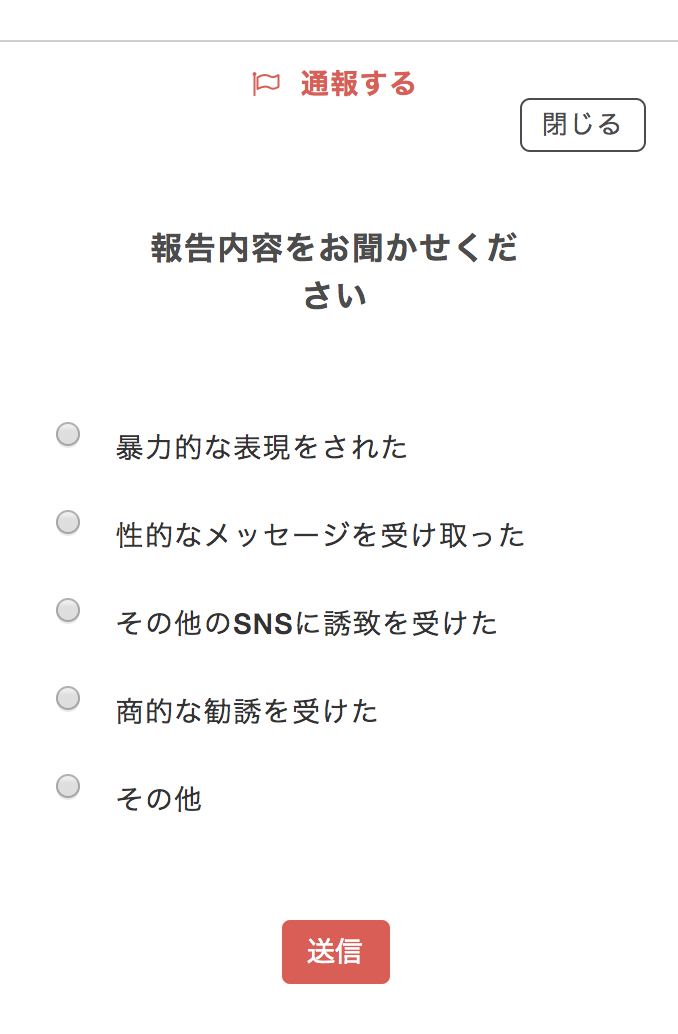 通報する
閉じる
報告内容をお聞かせくだ
さい
暴力的な表現をされた
性的なメッセージを受け取った
その他のSNSに誘致を受けた
商的な勧誘を受けた
その他
送信